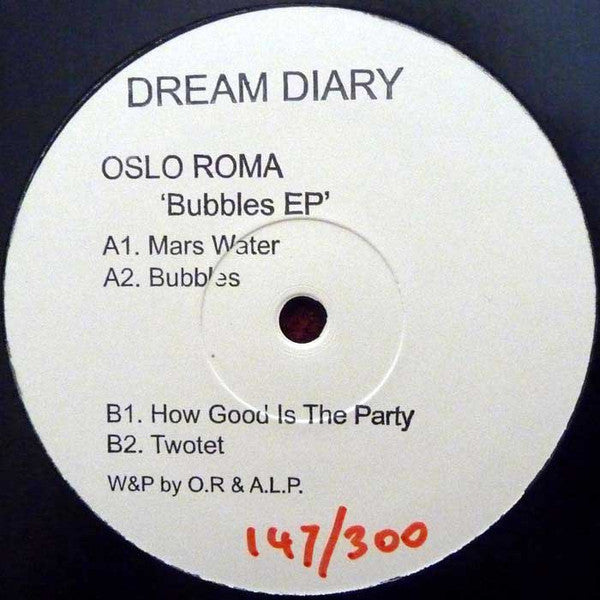 DREAM DIARY
OSLO ROMA
‘Bubbles EP’
A1. Mars Water
A2. Bubbles
B1. How Good Is The Party
B2. Twotet
W&P by O.R & A.L.P.
147/300